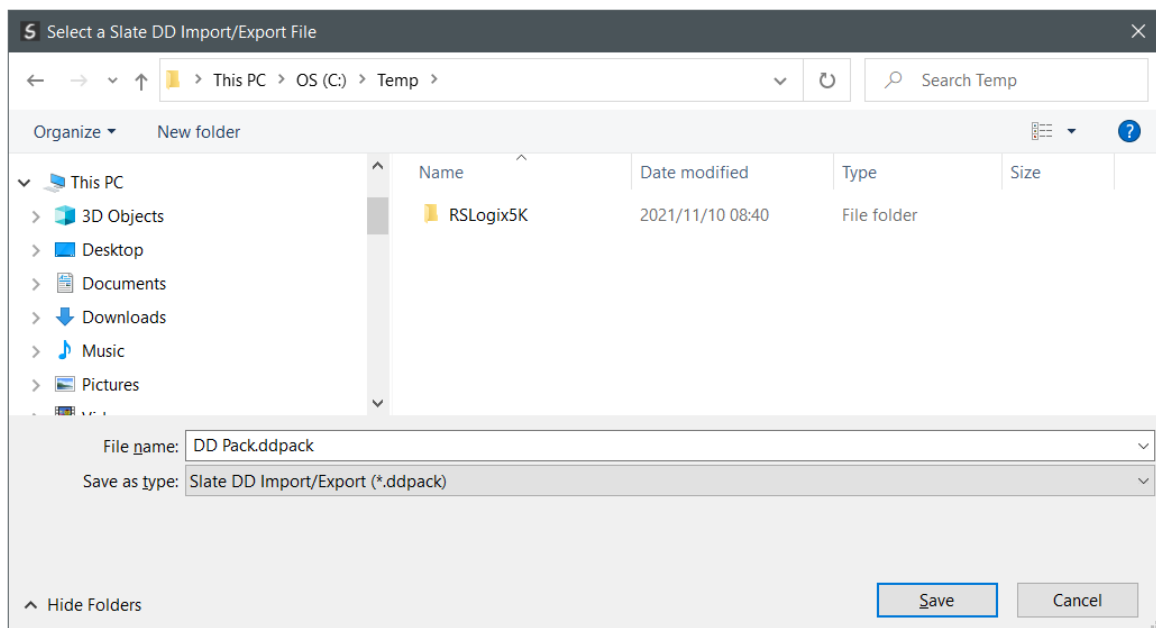 S Select a Slate DD Import/Export File
This PC > OS (C:) > Temp >
Search Temp
Organize
New folder
Name
Date modified
Type
Size
This PC
3D Objects
Desktop
Documents
Downloads
Music
Pictures
RSLogix5K
2021/11/10 08:40
File folder
File name: DD Pack.ddpack
Save as type: Slate DD Import/Export (*.ddpack)
Hide Folders
Save
Cancel